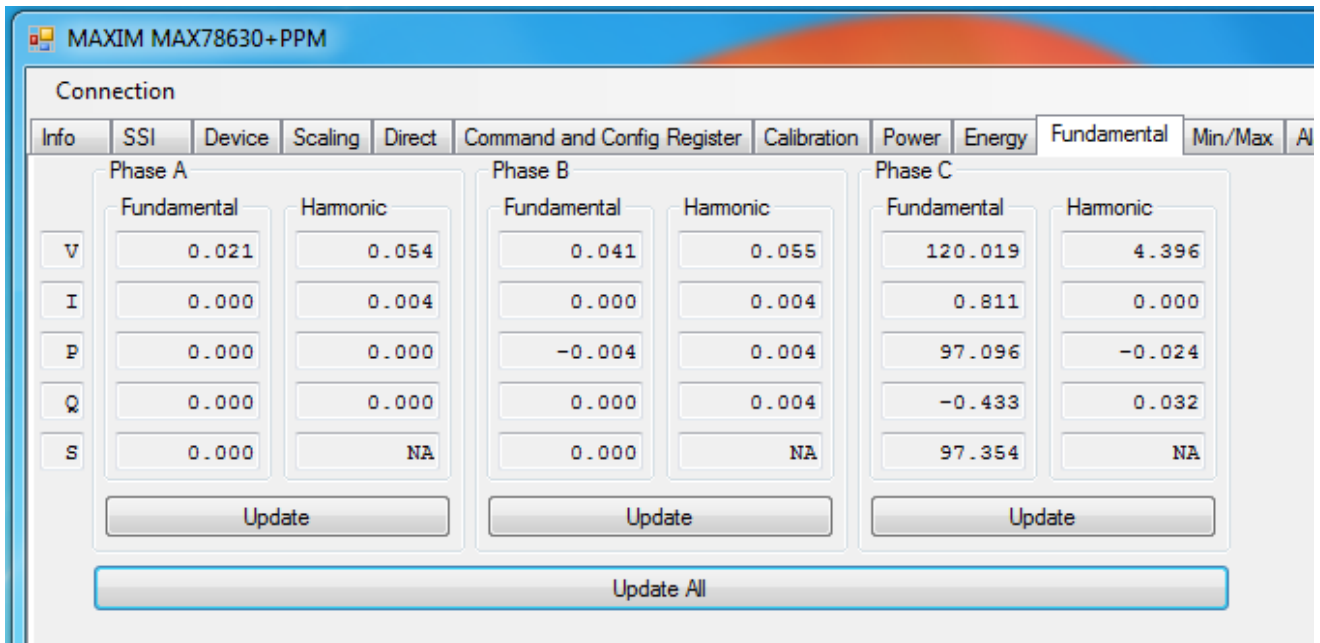 MAXIM MAX78630+PPM
Connection
Info SSI Device Scaling Direct Command and Config Register Calibration Power Energy Fundamental Min/Max Al
Phase A Phase B Phase C
Fundamental Harmonic Fundamental Harmonic Fundamental Harmonic
V 0.021 0.054 0.041 0.055 120.019 4.396
I 0.000 0.004 0.000 0.004 0.811 0.000
P 0.000 0.000 -0.004 0.004 97.096 -0.024
Q 0.000 0.000 0.000 0.004 -0.433 0.032
S 0.000 NA 0.000 NA 97.354 NA
Update Update Update
Update All